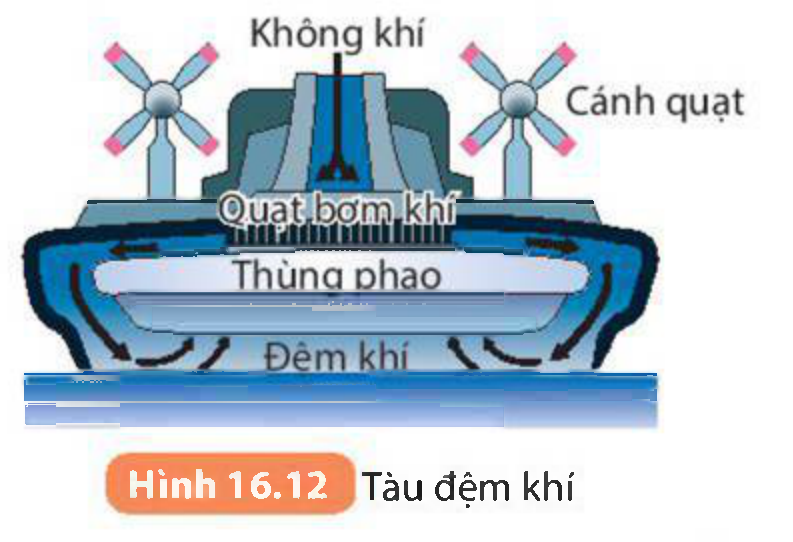 Không khí
Cánh quạt
Quạt bơm khí
Thùng phao
Đệm khí
Hình 16.12 Tàu đệm khí